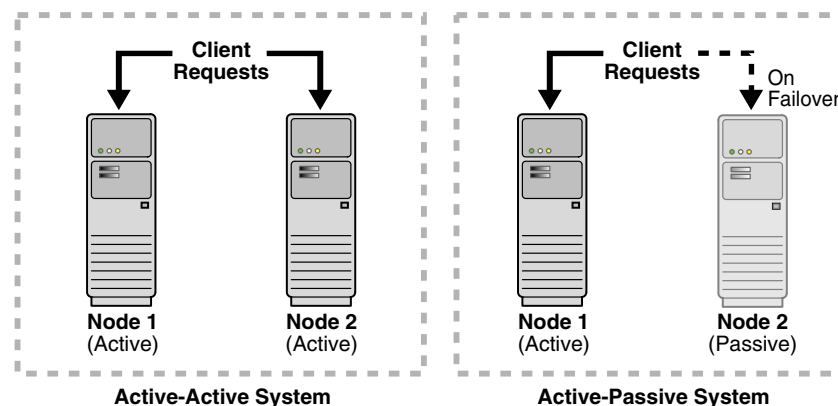 Client
Requests
Node 1
(Active)
Node 2
(Active)
Active-Active System
Client
Requests
On
Failover
Node 1
(Active)
Node 2
(Passive)
Active-Passive System